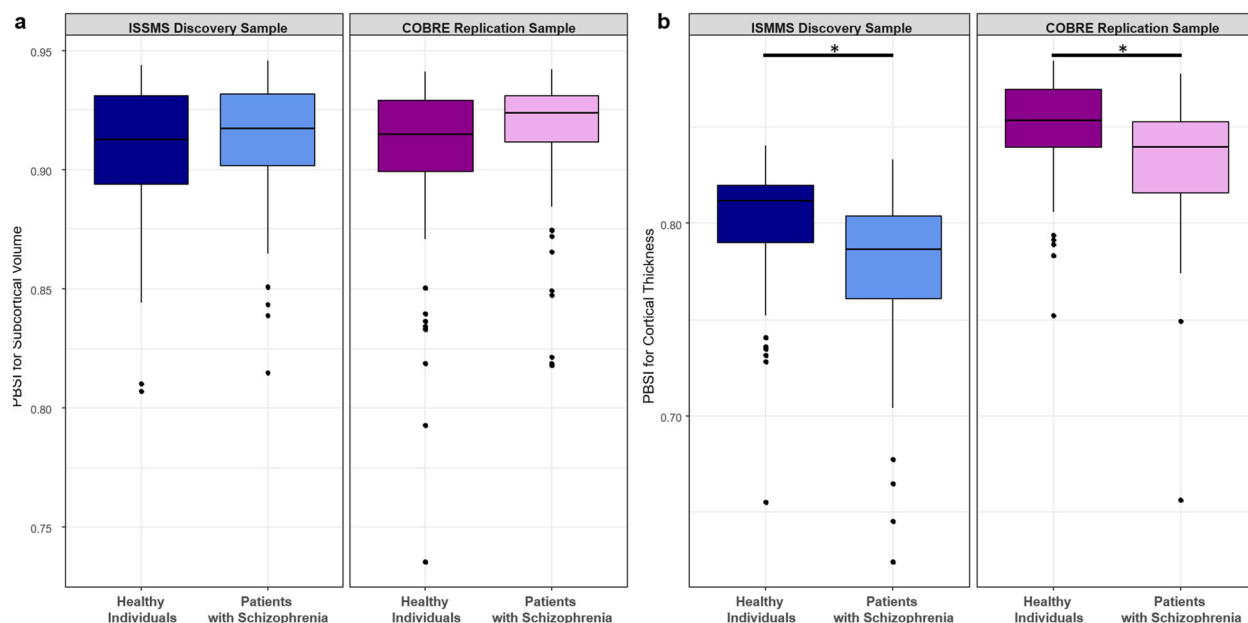 a
ISSMS Discovery Sample
COBRE Replication Sample
PBSI for Subcortical Volume
0.95
0.90
0.85
0.80
0.75
Healthy
Individuals
Patients
with Schizophrenia
Healthy
Individuals
Patients
with Schizophrenia
b
ISMMS Discovery Sample
COBRE Replication Sample
*
*
PBSI for Cortical Thickness
0.80
0.70
Healthy
Individuals
Patients
with Schizophrenia
Healthy
Individuals
Patients
with Schizophrenia